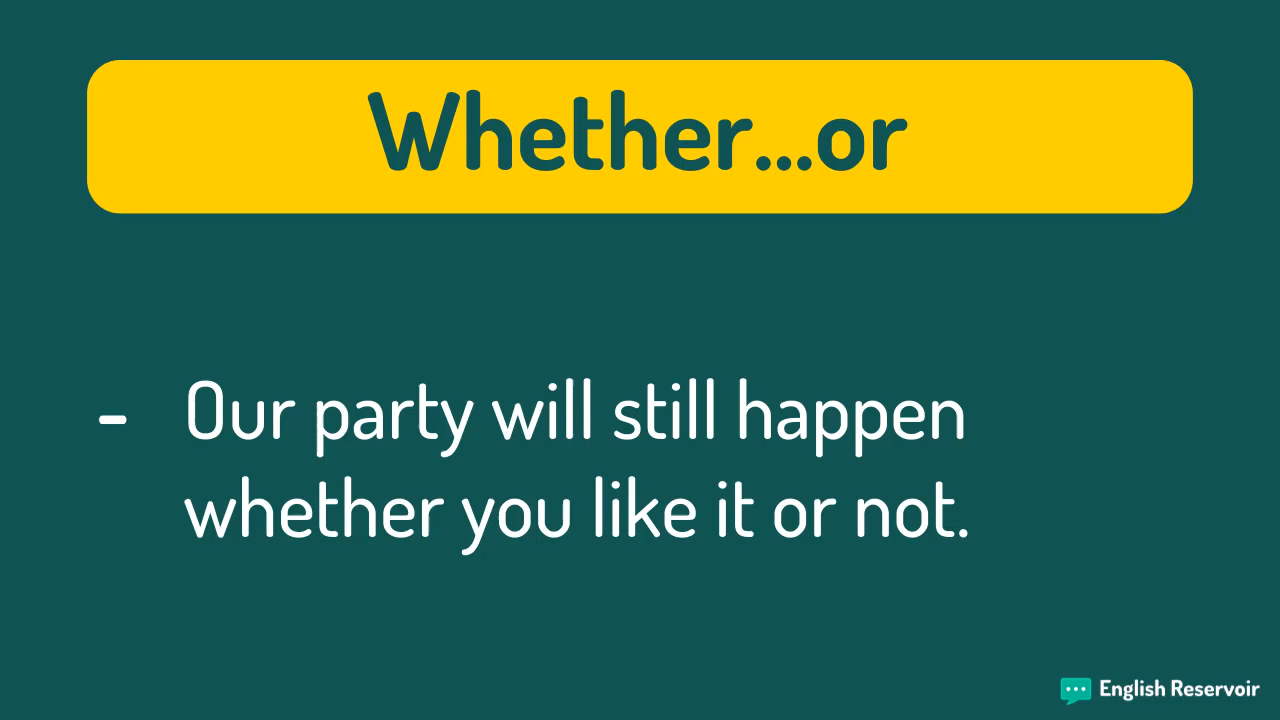 Whether...or
- Our party will still happen
whether you like it or not.
English Reservoir